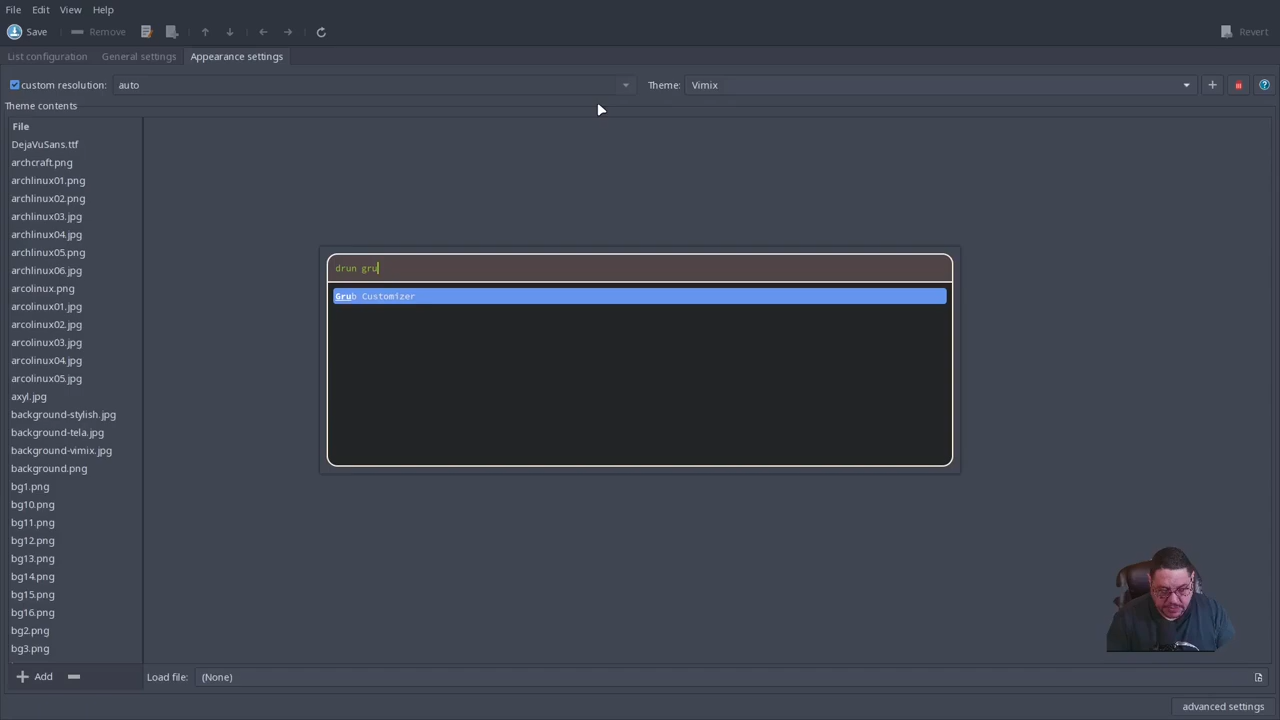 File Edit View Help
Save Remove Revert
List configuration General settings Appearance settings
custom resolution: auto Theme: Vimix
Theme contents
File
DejaVuSans.ttf
archcraft.png
archlinux01.png
archlinux02.png
archlinux03.jpg
archlinux04.jpg
archlinux05.png
archlinux06.jpg
arcolinux.png
arcolinux01.jpg
arcolinux02.jpg
arcolinux03.jpg
arcolinux04.jpg
arcolinux05.jpg
axyl.jpg
background-stylish.jpg
background-tela.jpg
background-vimix.jpg
background.png
bg1.png
bg10.png
bg11.png
bg12.png
bg13.png
bg14.png
bg15.png
bg16.png
bg2.png
bg3.png
drun gru
Grub Customizer
Add Load file: (None)
advanced settings